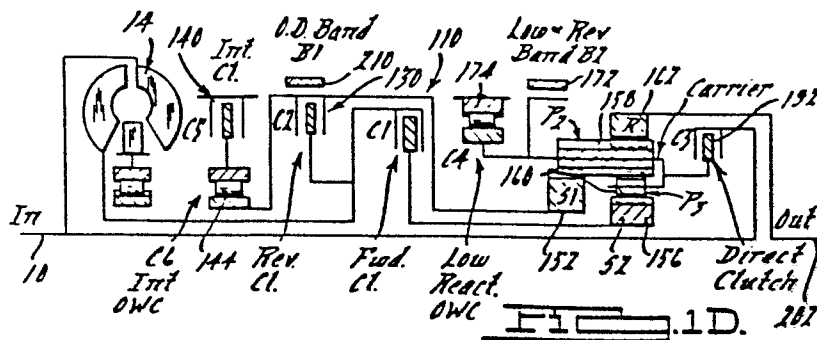 14
140
Int.
Cl.
O.D. Band
B1
210
130
110
Low & Rev.
Band B2
174
172
158
162
Carrier
192
A
F
C5
C2
C1
C4
P2
R
C3
160
S1
P3
In
10
C6
Int
OWC
144
Rev.
Cl.
Fwd.
Cl.
Low
React.
OWC
152
S2
156
Direct
Clutch
Out
202
Fig. 1D.